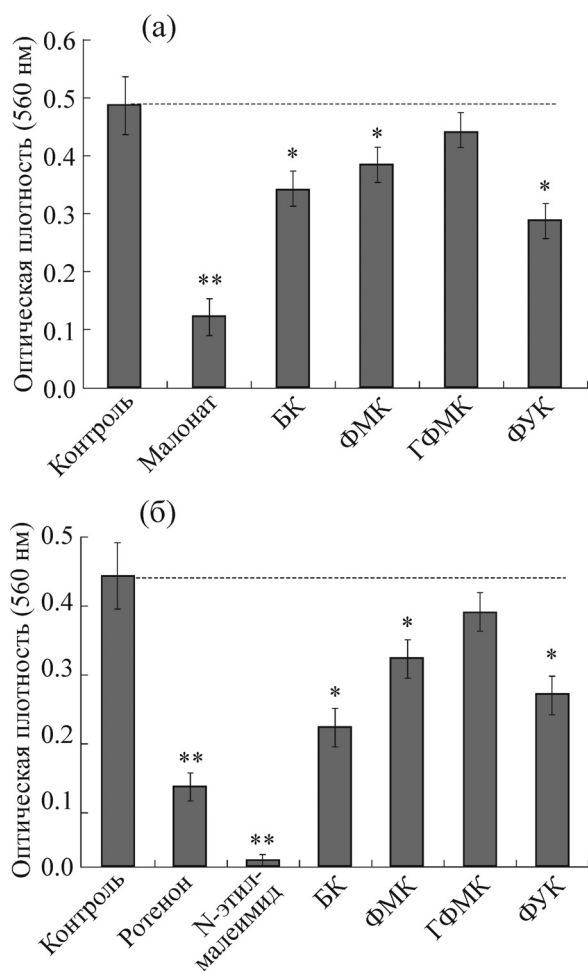 (а)
Оптическая плотность (560 нм)
0.6
0.5
0.4
0.3
0.2
0.1
0.0
**
*
*
*
Контроль
Малонат
БК
ФМК
ГФМК
ФУК
(б)
Оптическая плотность (560 нм)
0.5
0.4
0.3
0.2
0.1
0.0
**
**
*
*
*
Контроль
Ротенон
N-этил-
малеимид
БК
ФМК
ГФМК
ФУК